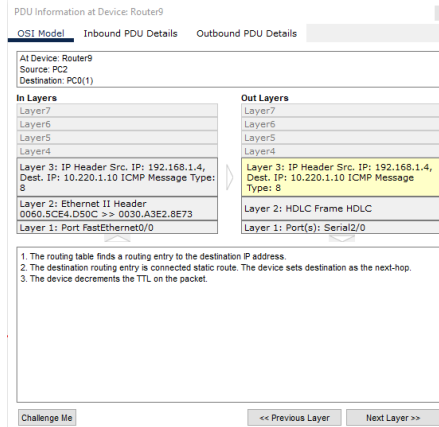 PDU Information at Device: Router9
OSI Model Inbound PDU Details Outbound PDU Details
At Device: Router9
Source: PC2
Destination: PC0(1)
In Layers
Layer7
Layer6
Layer5
Layer4
Layer 3: IP Header Src. IP: 192.168.1.4,
Dest. IP: 10.220.1.10 ICMP Message Type:
8
Layer 2: Ethernet II Header
0060.5CE4.D50C >> 0030.A3E2.8E73
Layer 1: Port FastEthernet0/0
Out Layers
Layer7
Layer6
Layer5
Layer4
Layer 3: IP Header Src. IP: 192.168.1.4,
Dest. IP: 10.220.1.10 ICMP Message
Type: 8
Layer 2: HDLC Frame HDLC
Layer 1: Port(s): Serial2/0
1. The routing table finds a routing entry to the destination IP address.
2. The destination routing entry is connected static route. The device sets destination as the next-hop.
3. The device decrements the TTL on the packet.
Challenge Me << Previous Layer Next Layer >>